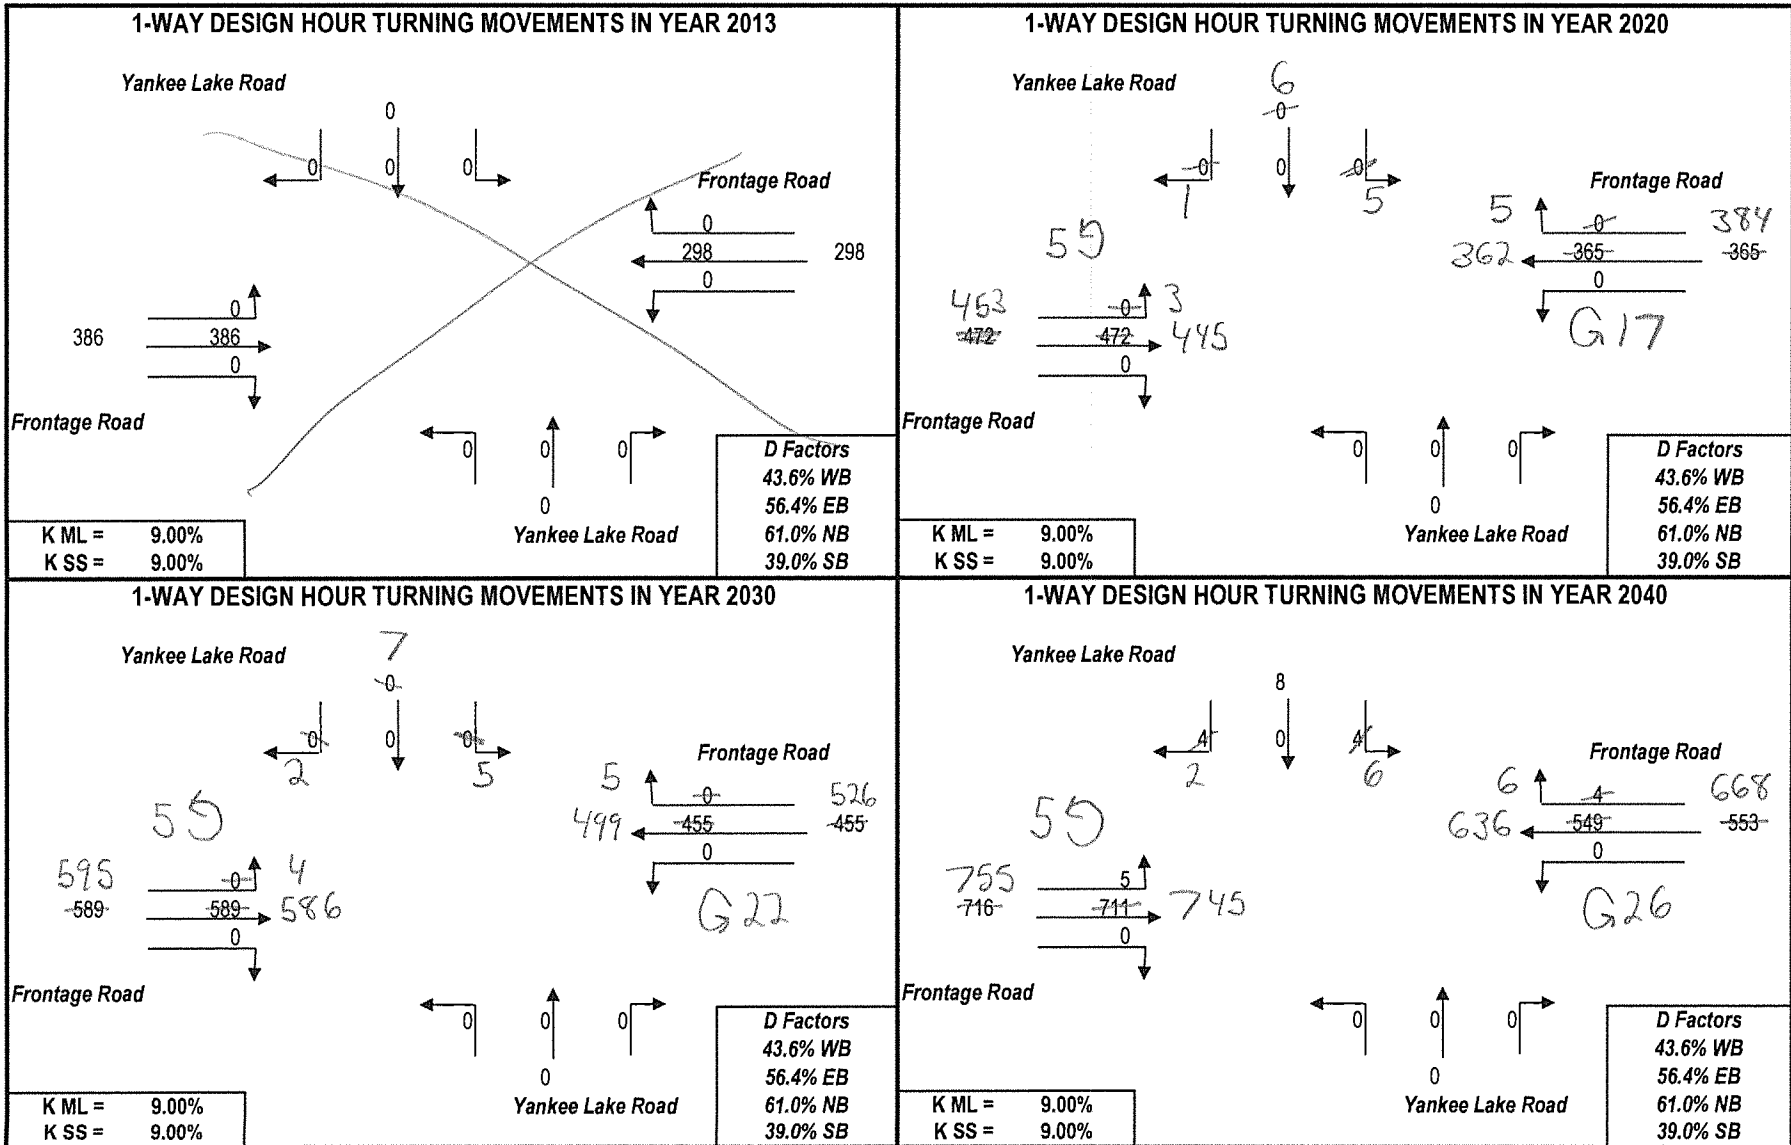 1-WAY DESIGN HOUR TURNING MOVEMENTS IN YEAR 2013
Yankee Lake Road
0
0 0 0
Frontage Road
0
298 298
0
0
386 386
0
Frontage Road
0 0 0
0
Yankee Lake Road
D Factors
43.6% WB
56.4% EB
61.0% NB
39.0% SB
K ML = 9.00%
K SS = 9.00%
1-WAY DESIGN HOUR TURNING MOVEMENTS IN YEAR 2020
Yankee Lake Road
6
0
0 0 0
1 5
Frontage Road
5 0 384
362 365 365
0
G 17
5
453 0 3
472 472 445
0
Frontage Road
0 0 0
0
Yankee Lake Road
D Factors
43.6% WB
56.4% EB
61.0% NB
39.0% SB
K ML = 9.00%
K SS = 9.00%
1-WAY DESIGN HOUR TURNING MOVEMENTS IN YEAR 2030
Yankee Lake Road
7
0
0 0 0
2 5
Frontage Road
5 0 526
499 455 455
0
G 22
5
595 0 4
589 589 586
0
Frontage Road
0 0 0
0
Yankee Lake Road
D Factors
43.6% WB
56.4% EB
61.0% NB
39.0% SB
K ML = 9.00%
K SS = 9.00%
1-WAY DESIGN HOUR TURNING MOVEMENTS IN YEAR 2040
Yankee Lake Road
8
4 0 4
2 6
Frontage Road
6 4 668
636 549 553
0
G 26
5
755 5
716 711 745
0
Frontage Road
0 0 0
0
Yankee Lake Road
D Factors
43.6% WB
56.4% EB
61.0% NB
39.0% SB
K ML = 9.00%
K SS = 9.00%